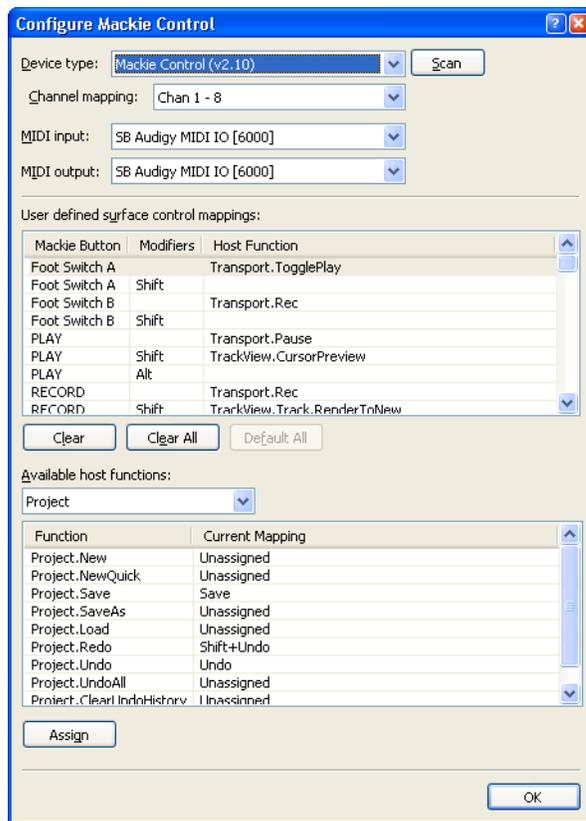 Configure Mackie Control
Device type: Mackie Control (v2.10) Scan
Channel mapping: Chan 1 - 8
MIDI input: SB Audigy MIDI IO [6000]
MIDI output: SB Audigy MIDI IO [6000]
User defined surface control mappings:
Mackie Button Modifiers Host Function
Foot Switch A Transport.TogglePlay
Foot Switch A Shift
Foot Switch B Transport.Rec
Foot Switch B Shift
PLAY Transport.Pause
PLAY Shift TrackView.CursorPreview
PLAY Alt
RECORD Transport.Rec
RECORD Shift TrackView.Track.RenderToNew
Clear Clear All Default All
Available host functions:
Project
Function Current Mapping
Project.New Unassigned
Project.NewQuick Unassigned
Project.Save Save
Project.SaveAs Unassigned
Project.Load Unassigned
Project.Redo Shift+Undo
Project.Undo Undo
Project.UndoAll Unassigned
Project.ClearUndoHistory Unassigned
Assign
OK